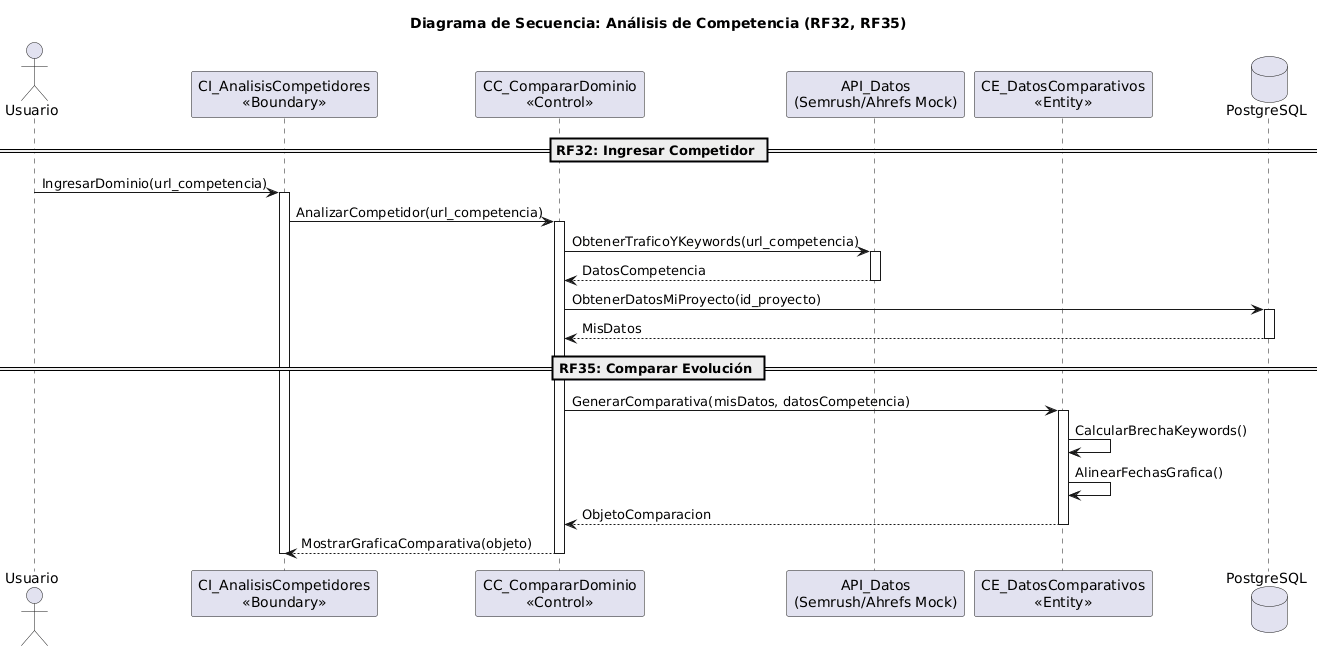 Diagrama de Secuencia: Análisis de Competencia (RF32, RF35)
Usuario
CI_AnalisisCompetidores
«Boundary»
CC_CompararDominio
«Control»
API_Datos
(Semrush/Ahrefs Mock)
CE_DatosComparativos
«Entity»
PostgreSQL
RF32: Ingresar Competidor
IngresarDominio(url_competencia)
AnalizarCompetidor(url_competencia)
ObtenerTraficoYKeywords(url_competencia)
DatosCompetencia
ObtenerDatosMiProyecto(id_proyecto)
MisDatos
RF35: Comparar Evolución
GenerarComparativa(misDatos, datosCompetencia)
CalcularBrechaKeywords()
AlinearFechasGrafica()
ObjetoComparacion
MostrarGraficaComparativa(objeto)
Usuario
CI_AnalisisCompetidores
«Boundary»
CC_CompararDominio
«Control»
API_Datos
(Semrush/Ahrefs Mock)
CE_DatosComparativos
«Entity»
PostgreSQL